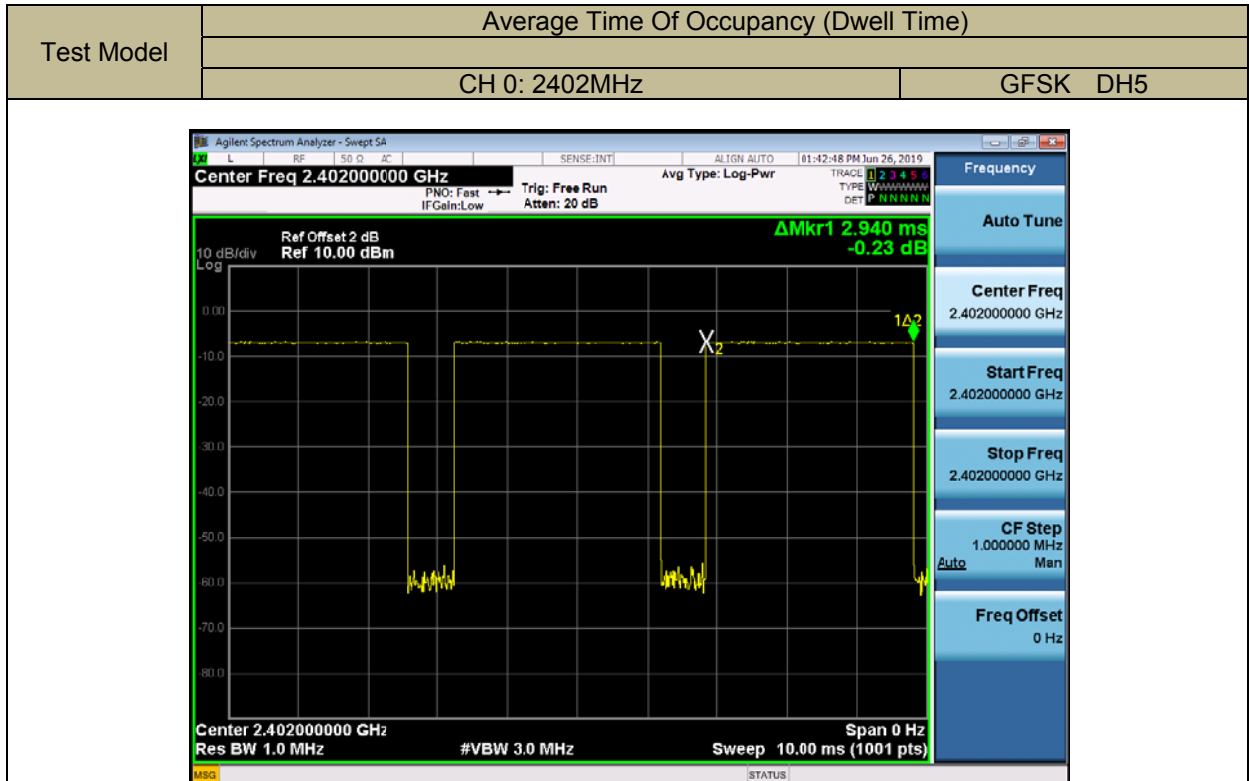 Test Model
Average Time Of Occupancy (Dwell Time)
CH 0: 2402MHz
GFSK DH5
Agilent Spectrum Analyzer - Swept SA
L RF 50 Ω AC SENSE:INT ALIGN AUTO 01:42:48 PM Jun 26, 2019
Center Freq 2.402000000 GHz
PNO: Fast
IFGain:Low
Trig: Free Run
Atten: 20 dB
Avg Type: Log-Pwr
TRACE 1 2 3 4 5 6
TYPE W
DET P N N N N N
Ref Offset 2 dB
10 dB/div Ref 10.00 dBm
Log
ΔMkr1 2.940 ms
-0.23 dB
0.00
-10.0
-20.0
-30.0
-40.0
-50.0
-60.0
-70.0
-80.0
X2
1Δ2
Center 2.402000000 GHz
Span 0 Hz
Res BW 1.0 MHz
#VBW 3.0 MHz
Sweep 10.00 ms (1001 pts)
MSG
STATUS
Frequency
Auto Tune
Center Freq
2.402000000 GHz
Start Freq
2.402000000 GHz
Stop Freq
2.402000000 GHz
CF Step
1.000000 MHz
Auto Man
Freq Offset
0 Hz